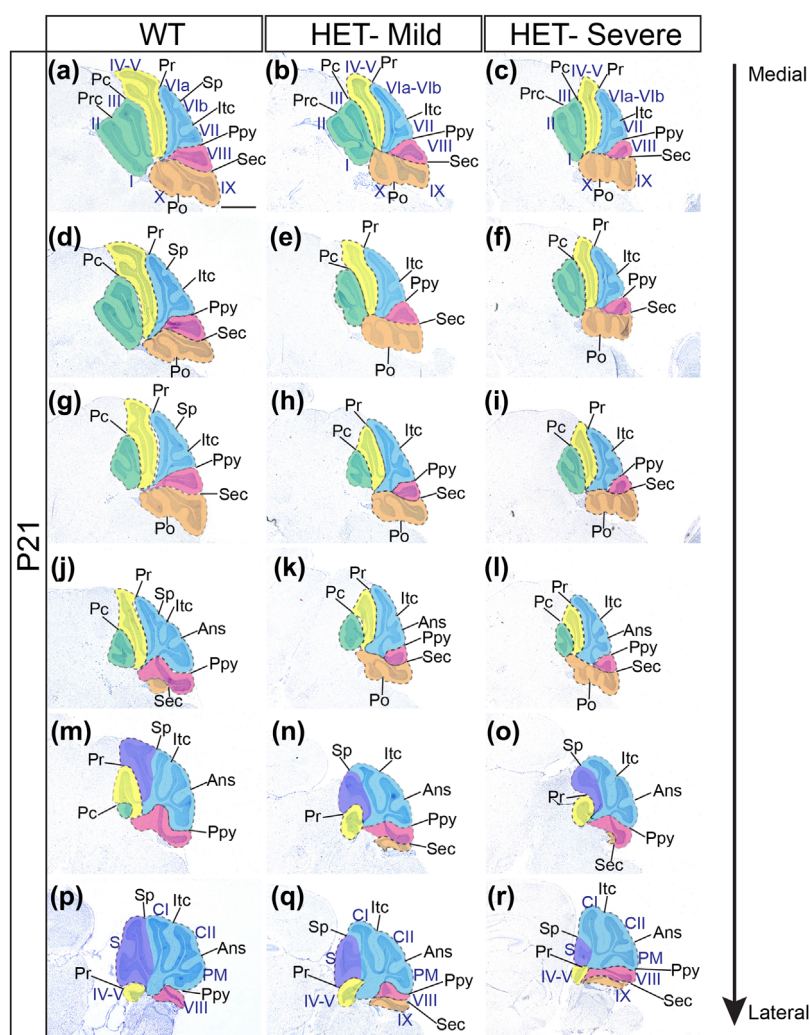 WT HET- Mild HET- Severe
Medial
P21
(a) IV-V Pr
Pc VIa Sp
Prc III VIb Itc
II VII Ppy
VIII Sec
I X IX
Po
(b) Pc IV-V Pr
III VIa-VIb
Itc
II VII Ppy
VIII Sec
I X IX
Po
(c) Pc IV-V Pr
III VIa-VIb
Prc Itc
II VII Ppy
VIII Sec
I X IX
Po
(d) Pr
Pc Sp
Itc
Ppy
Sec
Po
(e) Pr
Pc Itc
Ppy
Sec
Po
(f) Pr
Pc Itc
Ppy
Sec
Po
(g) Pr
Pc Sp
Itc
Ppy
Sec
Po
(h) Pr
Pc Itc
Ppy
Sec
Po
(i) Pr
Pc Itc
Ppy
Sec
Po
(j) Pr
Sp
Pc Itc
Ans
Ppy
Sec
(k) Pr
Pc Itc
Ans
Ppy
Sec
Po
(l) Pr
Pc Itc
Ans
Ppy
Sec
Po
(m) Sp
Itc
Pr
Ans
Pc
Ppy
(n) Sp
Itc
Ans
Pr Ppy
Sec
(o) Sp
Itc
Pr Ans
Ppy
Sec
(p) Sp CI Itc
CII
S Ans
Pr PM
IV-V Ppy
VIII
(q) CI Itc
Sp CII
S Ans
Pr PM
IV-V Ppy
VIII
IX Sec
(r) CI Itc
CII
Sp Ans
S PM
Pr Ppy
IV-V VIII
IX Sec
Lateral